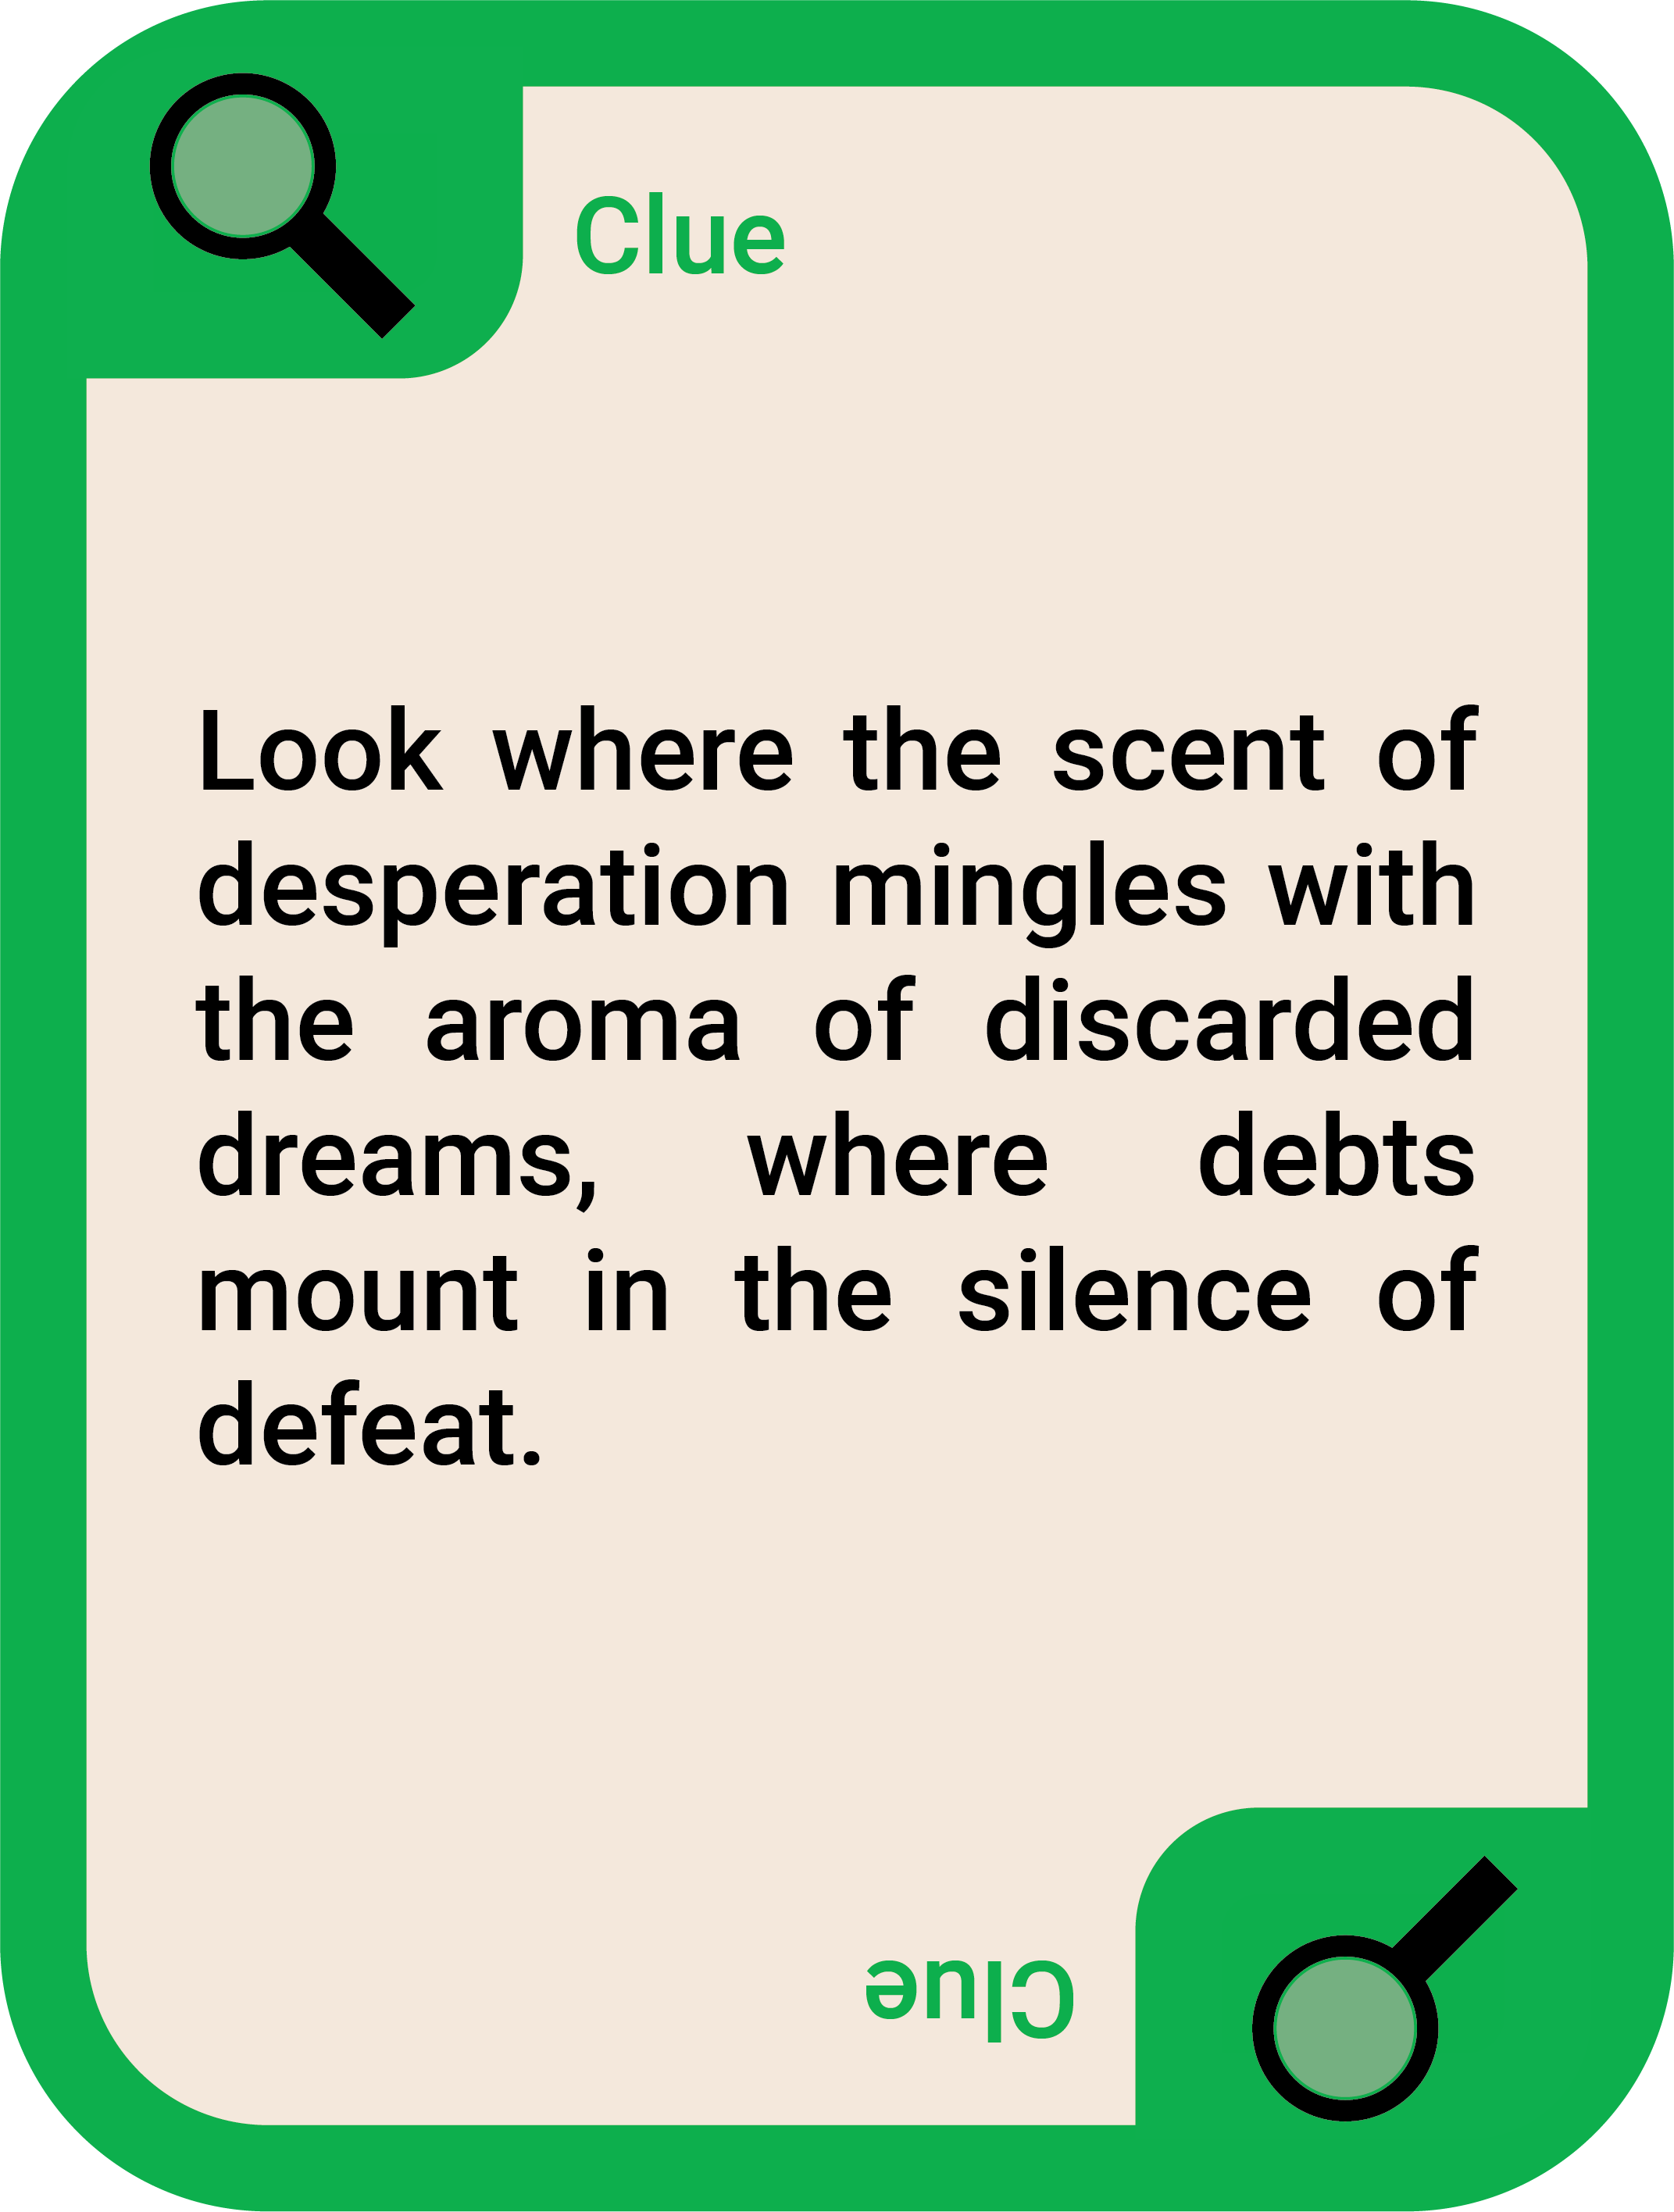 Clue
Look where the scent of
desperation mingles with
the aroma of discarded
dreams, where debts
mount in the silence of
defeat.
Clue